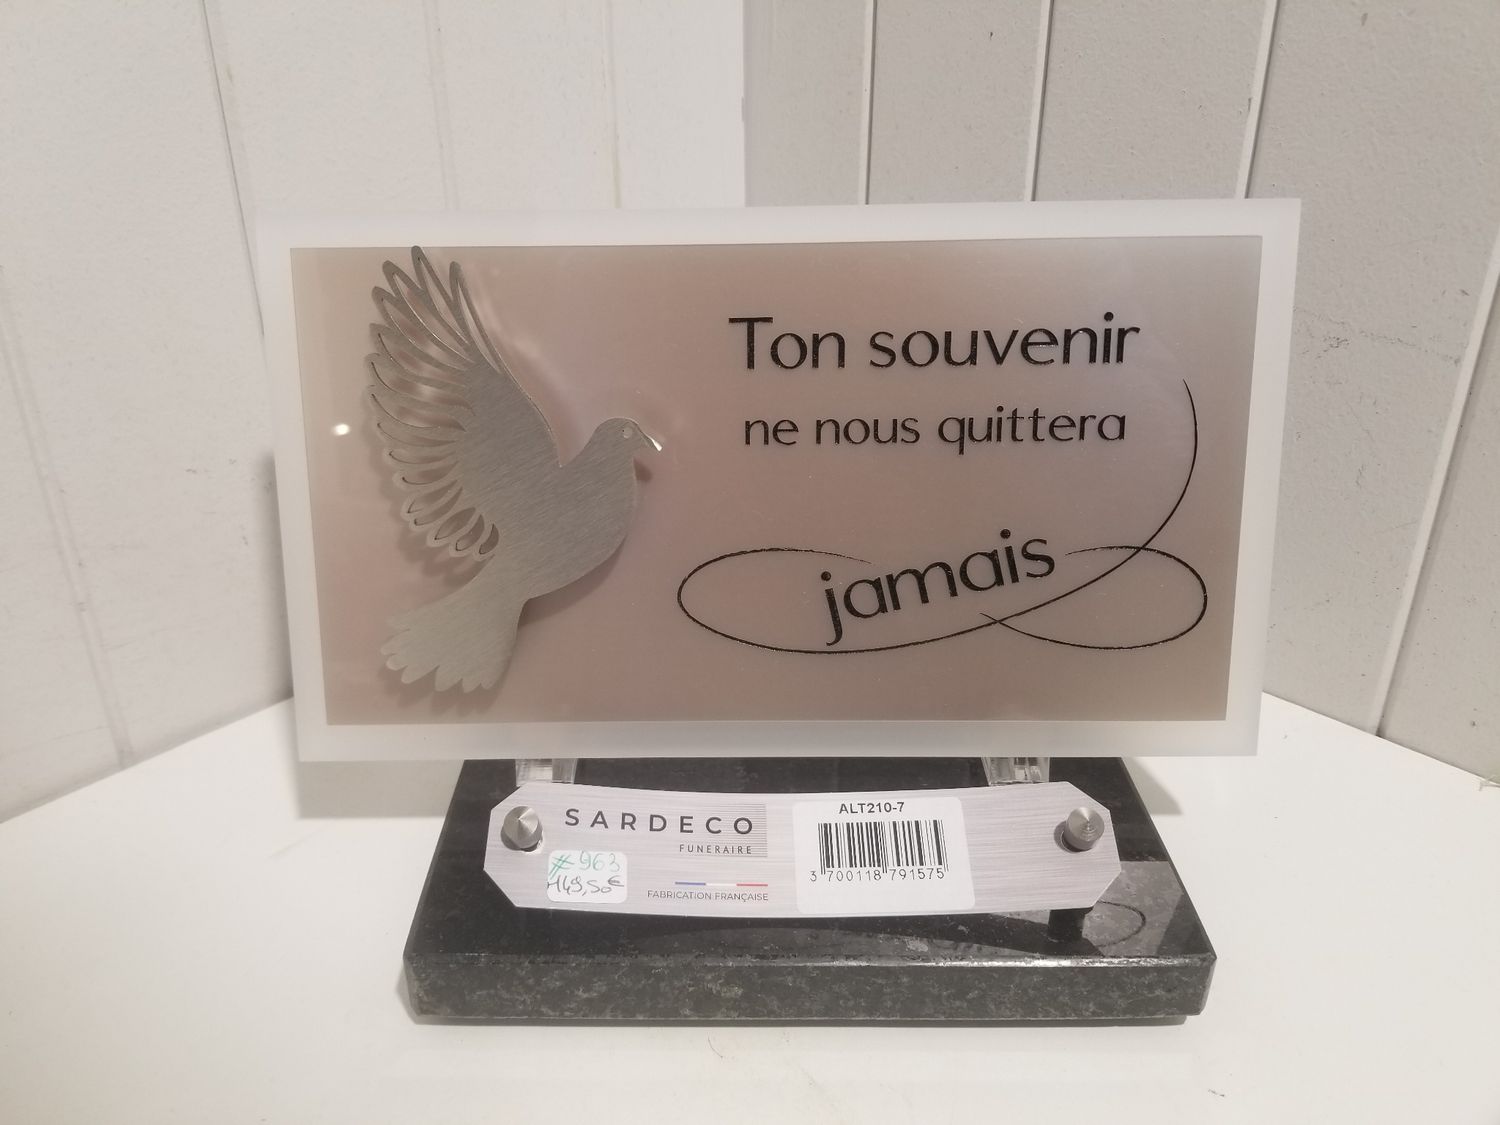 Ton souvenir
ne nous quittera
jamais
SARDECO
FUNERAIRE
#963
149,50€
FABRICATION FRANÇAISE
ALT210-7
3 700118 791575